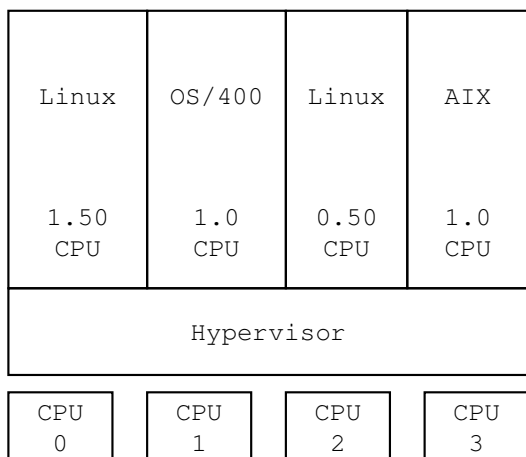 Linux OS/400 Linux AIX
1.50 1.0 0.50 1.0
CPU CPU CPU CPU
Hypervisor
CPU CPU CPU CPU
0 1 2 3